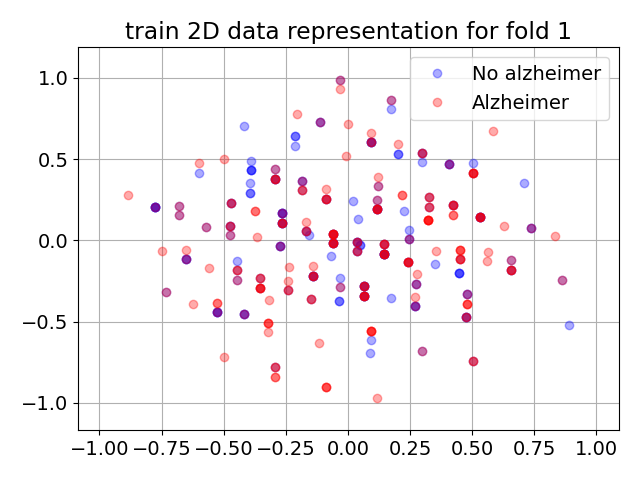 train 2D data representation for fold 1
No alzheimer
Alzheimer
1.0
0.5
0.0
−0.5
−1.0
−1.00 −0.75 −0.50 −0.25 0.00 0.25 0.50 0.75 1.00